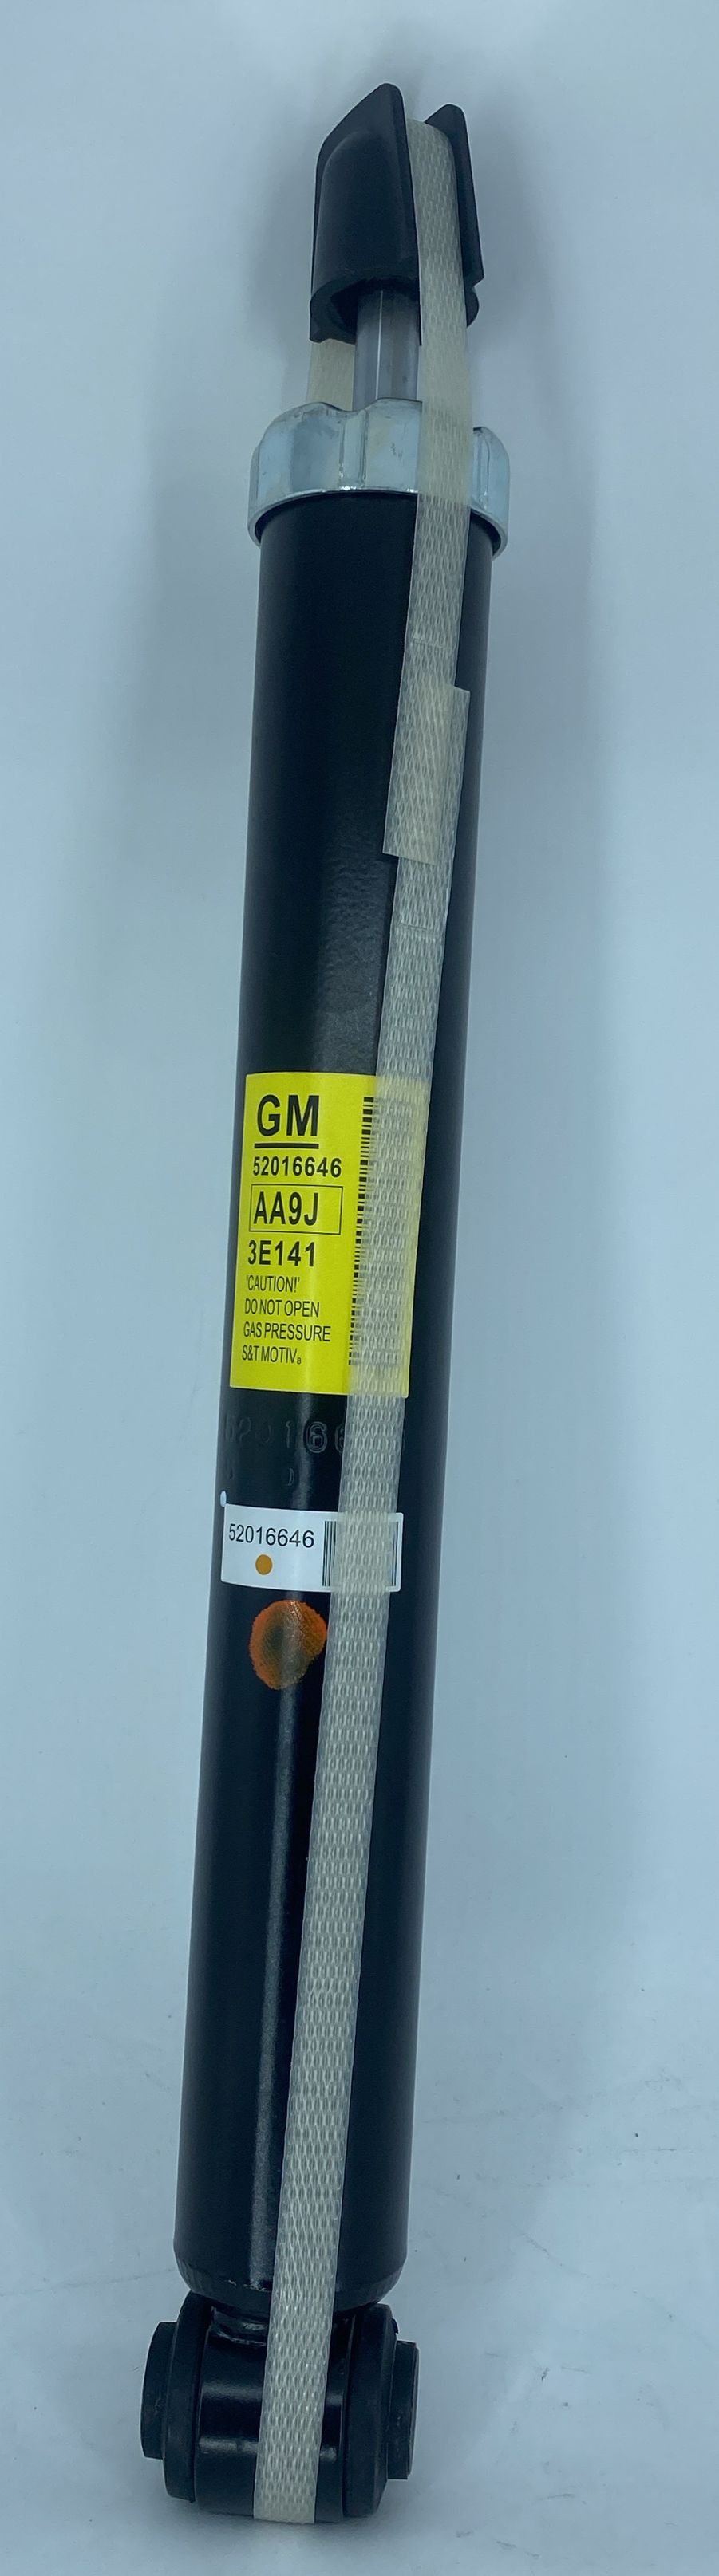 GM
52016646
AA9J
3E141
'CAUTION!'
DO NOT OPEN
GAS PRESSURE
S&T MOTIV
52016646